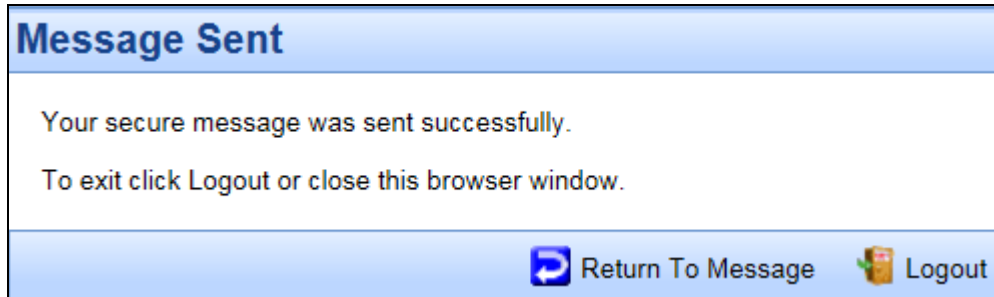 Message Sent
Your secure message was sent successfully.
To exit click Logout or close this browser window.
Return To Message Logout